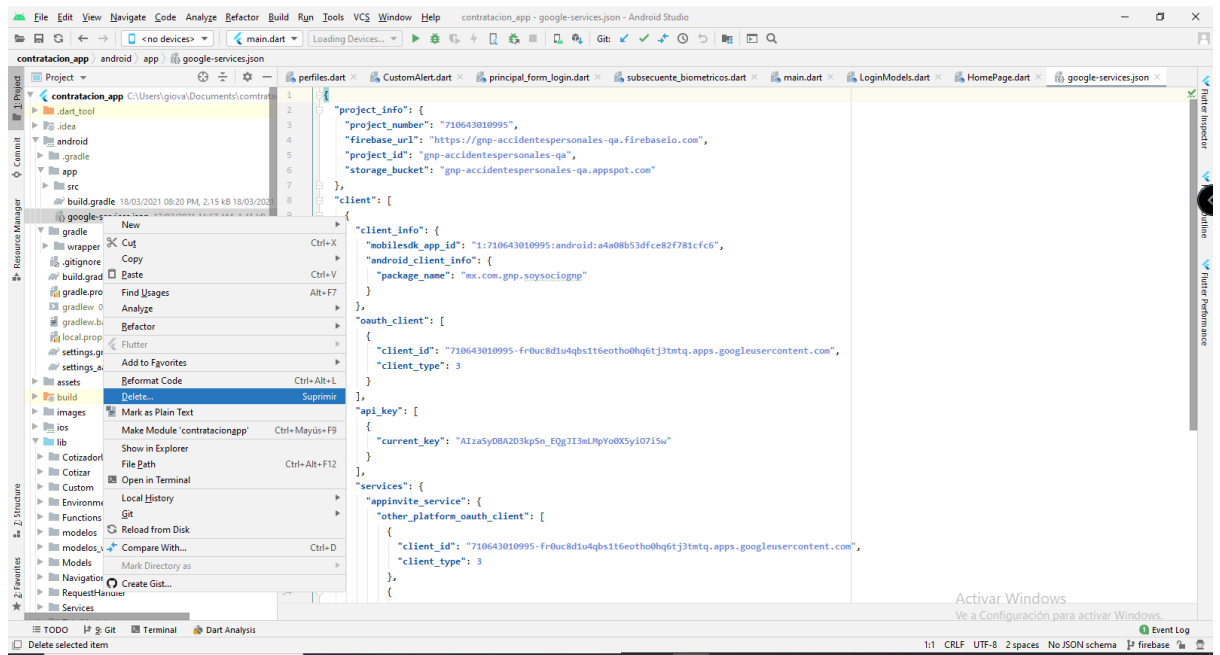 File Edit View Navigate Code Analyze Refactor Build Run Tools VCS Window Help contratacion_app - google-services.json - Android Studio
<no devices> main.dart Loading Devices... Git:
contratacion_app android app google-services.json
Project perfiles.dart CustomAlert.dart principal_form_login.dart subsecuente_biometricos.dart main.dart LoginModels.dart HomePage.dart google-services.json
1: Project
Commit
Resource Manager
Z: Structure
2: Favorites
contratacion_app C:\Users\giova\Documents\comtrata
.dart_tool
.idea
android
.gradle
app
src
build.gradle 18/03/2021 08:20 PM, 2.15 kB 18/03/2021
gradle
wrapper
.gitignore
build.grad
gradle.pro
gradlew
gradlew.ba
local.prop
settings.gr
assets
build
images
ios
lib
Cotizar
Custom
Environme
Functions
modelos
Models
Navigation
RequestHandler
Services
New
Cut Ctrl+X
Copy
Paste Ctrl+V
Find Usages Alt+F7
Analyze
Refactor
Flutter
Add to Favorites
Reformat Code Ctrl+Alt+L
Delete... Suprimir
Mark as Plain Text
Make Module 'contratacionapp' Ctrl+Mayús+F9
Show in Explorer
File Path Ctrl+Alt+F12
Open in Terminal
Local History
Git
Reload from Disk
Compare With... Ctrl+D
Mark Directory as
Create Gist...
1 {
2 "project_info": {
3 "project_number": "710643010995",
4 "firebase_url": "https://gnp-accidentespersonales-qa.firebaseio.com",
5 "project_id": "gnp-accidentespersonales-qa",
6 "storage_bucket": "gnp-accidentespersonales-qa.appspot.com"
7 },
8 "client": [
9 {
"client_info": {
"mobilesdk_app_id": "1:710643010995:android:a4a08b53dfce82f781cfc6",
"android_client_info": {
"package_name": "mx.com.gnp.soysociognp"
}
},
"oauth_client": [
{
"client_id": "710643010995-fr0uc8d1u4qbs1t6eotho0hq6tj3tmtq.apps.googleusercontent.com",
"client_type": 3
}
],
"api_key": [
{
"current_key": "AIzaSyDBA2D3kpSn_EQgJI3mLMpYo0X5yiO7i5w"
}
],
"services": {
"appinvite_service": {
"other_platform_oauth_client": [
{
"client_id": "710643010995-fr0uc8d1u4qbs1t6eotho0hq6tj3tmtq.apps.googleusercontent.com",
"client_type": 3
},
{
Flutter Inspector
Flutter Performance
Activar Windows
Ve a Configuración para activar Windows.
TODO 9: Git Terminal Dart Analysis 1 Event Log
Delete selected item 1:1 CRLF UTF-8 2 spaces No JSON schema firebase